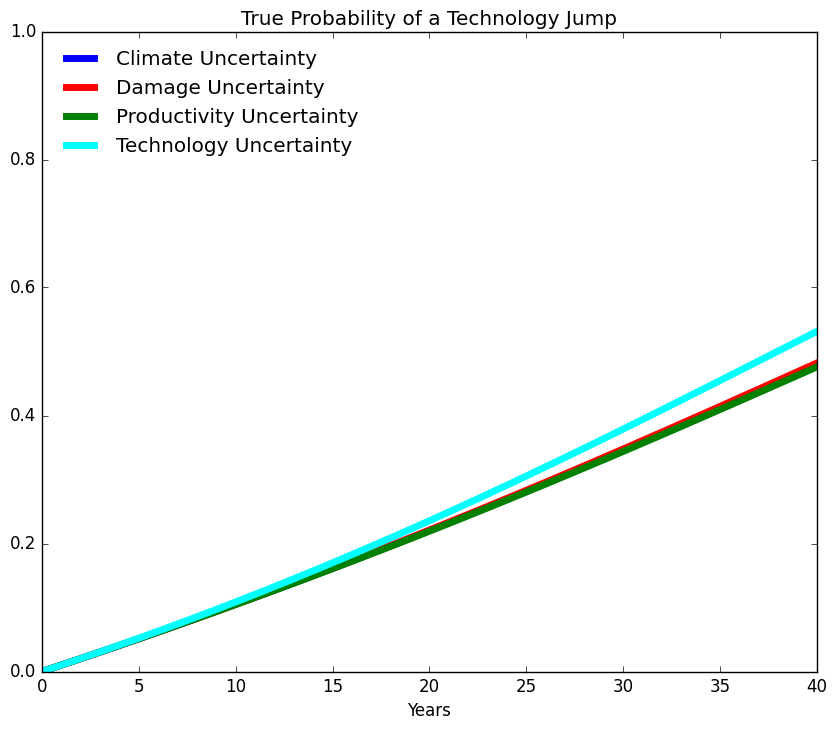 True Probability of a Technology Jump
1.0
Climate Uncertainty
Damage Uncertainty
Productivity Uncertainty
Technology Uncertainty
0.8
0.6
0.4
0.2
0.0
0 5 10 15 20 25 30 35 40
Years